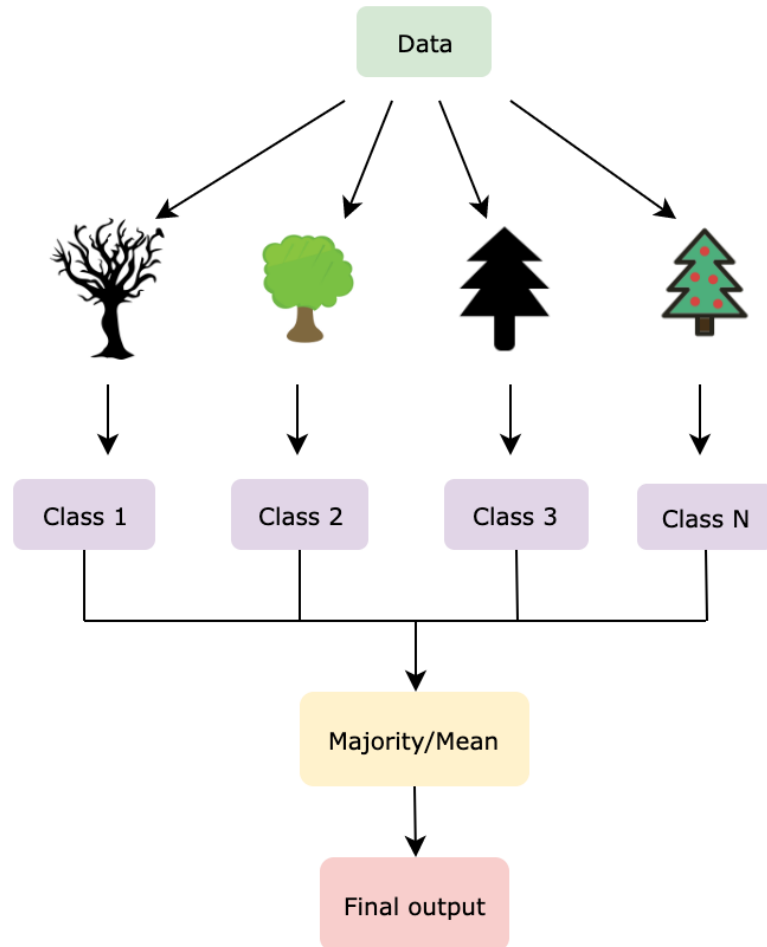 Data
Class 1
Class 2
Class 3
Class N
Majority/Mean
Final output